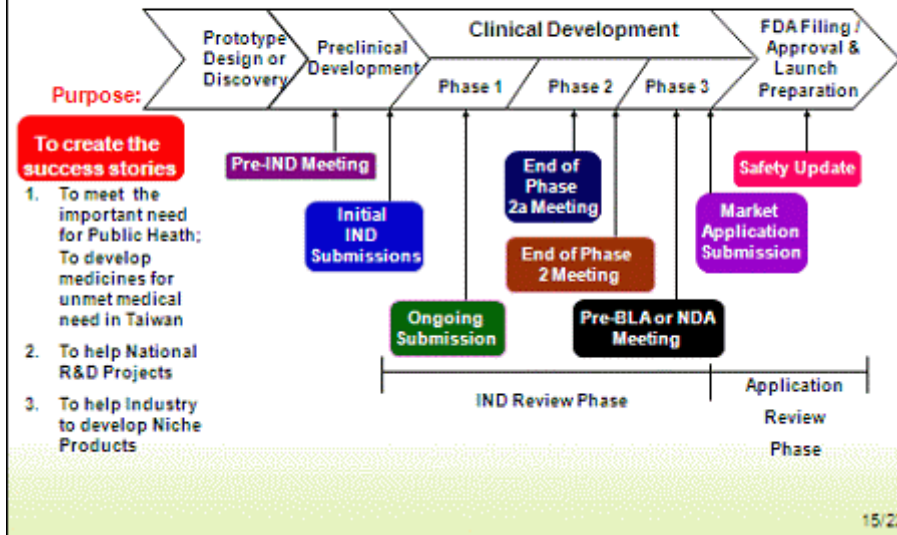 Prototype
Design or
Discovery
Preclinical
Development
Clinical Development
Phase 1
Phase 2
Phase 3
FDA Filing /
Approval &
Launch
Preparation
Purpose:
To create the
success stories
1. To meet the
important need
for Public Heath;
To develop
medicines for
unmet medical
need in Taiwan
2. To help National
R&D Projects
3. To help Industry
to develop Niche
Products
Pre-IND Meeting
Initial
IND
Submissions
Ongoing
Submission
End of
Phase
2a Meeting
End of Phase
2 Meeting
Pre-BLA or NDA
Meeting
Market
Application
Submission
Safety Update
IND Review Phase
Application
Review
Phase